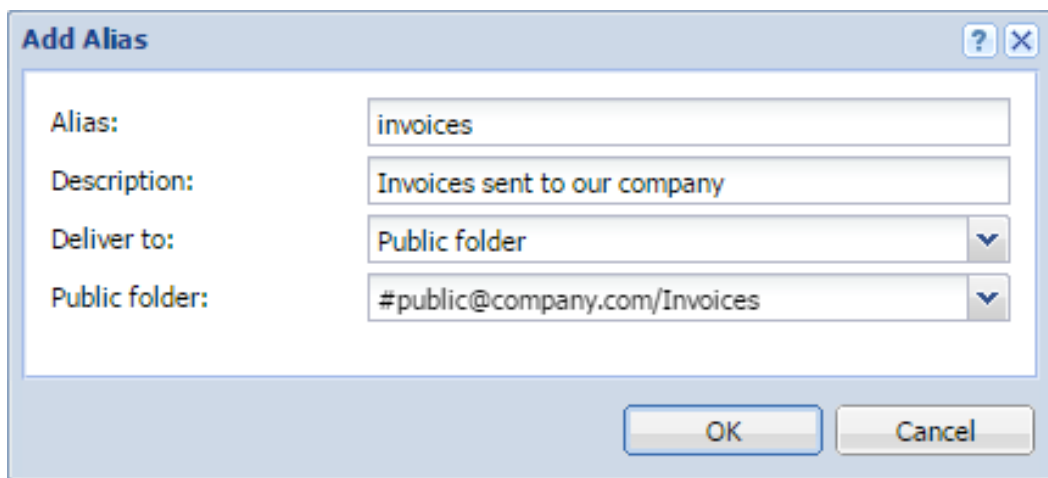 Add Alias
?
Alias: invoices
Description: Invoices sent to our company
Deliver to: Public folder
Public folder: #public@company.com/Invoices
OK Cancel